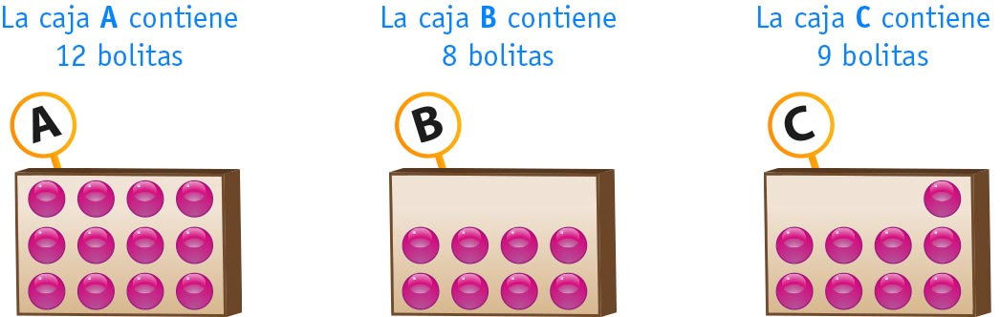 La caja A contiene
12 bolitas
La caja B contiene
8 bolitas
La caja C contiene
9 bolitas
A
B
C